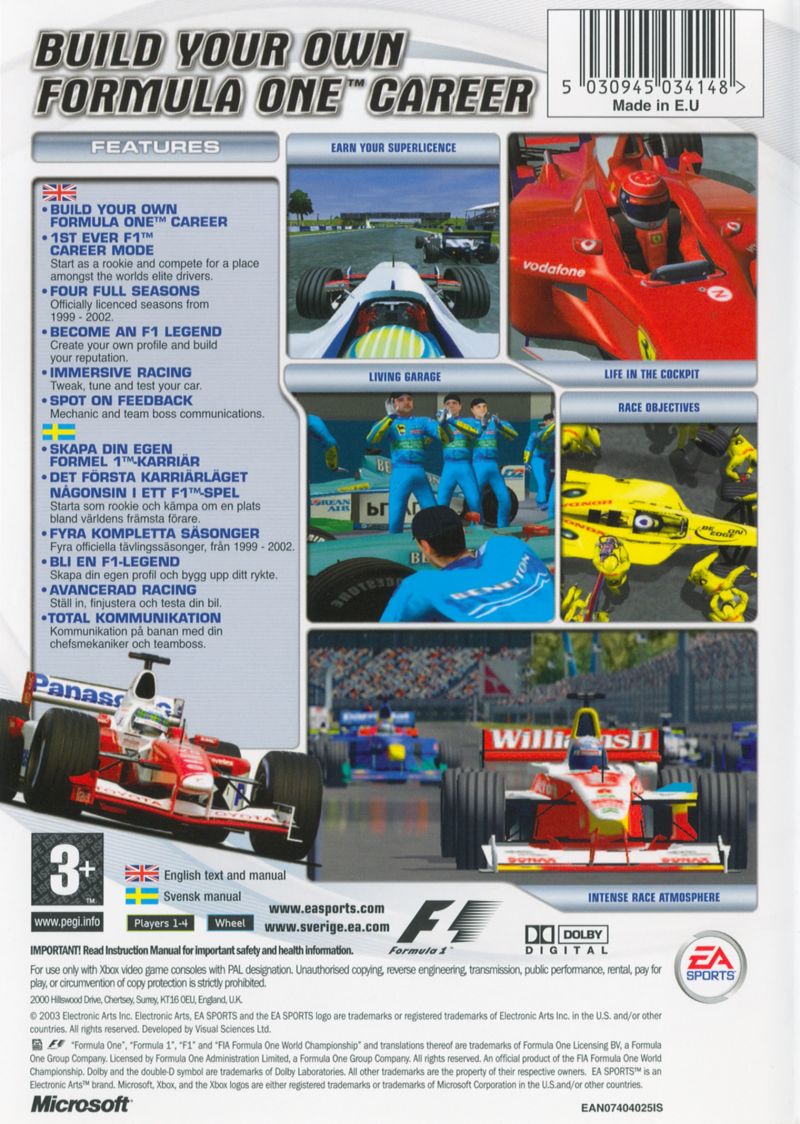 BUILD YOUR OWN
FORMULA ONE™ CAREER
5 030945 034148 >
Made in E.U
FEATURES
• BUILD YOUR OWN
FORMULA ONE™ CAREER
• 1ST EVER F1™
CAREER MODE
Start as a rookie and compete for a place
amongst the worlds elite drivers.
• FOUR FULL SEASONS
Officially licenced seasons from
1999 - 2002.
• BECOME AN F1 LEGEND
Create your own profile and build
your reputation.
• IMMERSIVE RACING
Tweak, tune and test your car.
• SPOT ON FEEDBACK
Mechanic and team boss communications.
• SKAPA DIN EGEN
FORMEL 1™-KARRIÄR
• DET FÖRSTA KARRIÄRLÄGET
NÅGONSIN I ETT F1™-SPEL
Starta som rookie och kämpa om en plats
bland världens främsta förare.
• FYRA KOMPLETTA SÄSONGER
Fyra officiella tävlingssäsonger, från 1999 - 2002.
• BLI EN F1-LEGEND
Skapa din egen profil och bygg upp ditt rykte.
• AVANCERAD RACING
Ställ in, finjustera och testa din bil.
• TOTAL KOMMUNIKATION
Kommunikation på banan med din
chefsmekaniker och teamboss.
EARN YOUR SUPERLICENCE
vodafone
LIFE IN THE COCKPIT
LIVING GARAGE
KOREAN AIR
BENETTON
RACE OBJECTIVES
HONDA
BE ON
EDGE
Panasonic
TOYOTA
INTENSE RACE ATMOSPHERE
3+
™
www.pegi.info
English text and manual
Svensk manual
Players 1-4
Wheel
www.easports.com
www.sverige.ea.com
F1
Formula 1™
DOLBY
DIGITAL
EA
SPORTS™
IMPORTANT! Read Instruction Manual for important safety and health information.
For use only with Xbox video game consoles with PAL designation. Unauthorised copying, reverse engineering, transmission, public performance, rental, pay for
play, or circumvention of copy protection is strictly prohibited.
2000 Hillswood Drive, Chertsey, Surrey, KT16 0EU, England, U.K.
© 2003 Electronic Arts Inc. Electronic Arts, EA SPORTS and the EA SPORTS logo are trademarks or registered trademarks of Electronic Arts Inc. in the U.S. and/or other
countries. All rights reserved. Developed by Visual Sciences Ltd.
"Formula One", "Formula 1", "F1" and "FIA Formula One World Championship" and translations thereof are trademarks of Formula One Licensing BV, a Formula
One Group Company. Licensed by Formula One Administration Limited, a Formula One Group Company. All rights reserved. An official product of the FIA Formula One World
Championship. Dolby and the double-D symbol are trademarks of Dolby Laboratories. All other trademarks are the property of their respective owners. EA SPORTS™ is an
Electronic Arts™ brand. Microsoft, Xbox, and the Xbox logos are either registered trademarks or trademarks of Microsoft Corporation in the U.S.and/or other countries.
Microsoft
EAN07404025IS